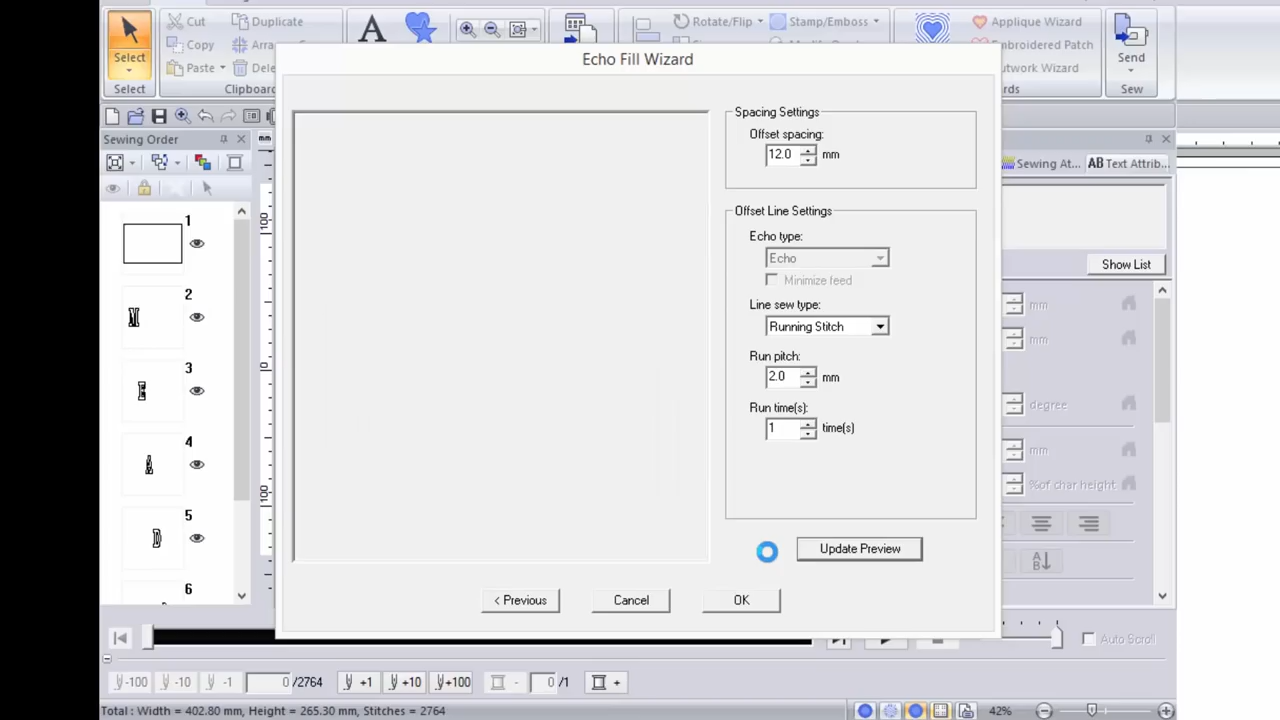 Cut
Duplicate
Rotate/Flip
Stamp/Emboss
Applique Wizard
Copy
Embroidered Patch
Select
Send
Paste
Select
Clipboard
Sew
Echo Fill Wizard
Sewing Order
mm
Spacing Settings
Offset spacing:
12.0 mm
Offset Line Settings
Echo type:
Echo
Minimize feed
Line sew type:
Running Stitch
Run pitch:
2.0 mm
Run time(s):
1 time(s)
Update Preview
< Previous
Cancel
OK
Sewing At...
AB Text Attrib...
Show List
mm
mm
degree
mm
%of char height
1
2
3
4
5
6
M
E
A
D
100
0
100
Auto Scroll
-100
-10
-1
0 /2764
+1
+10
+100
-
0 /1
+
Total : Width = 402.80 mm, Height = 265.30 mm, Stitches = 2764
42%